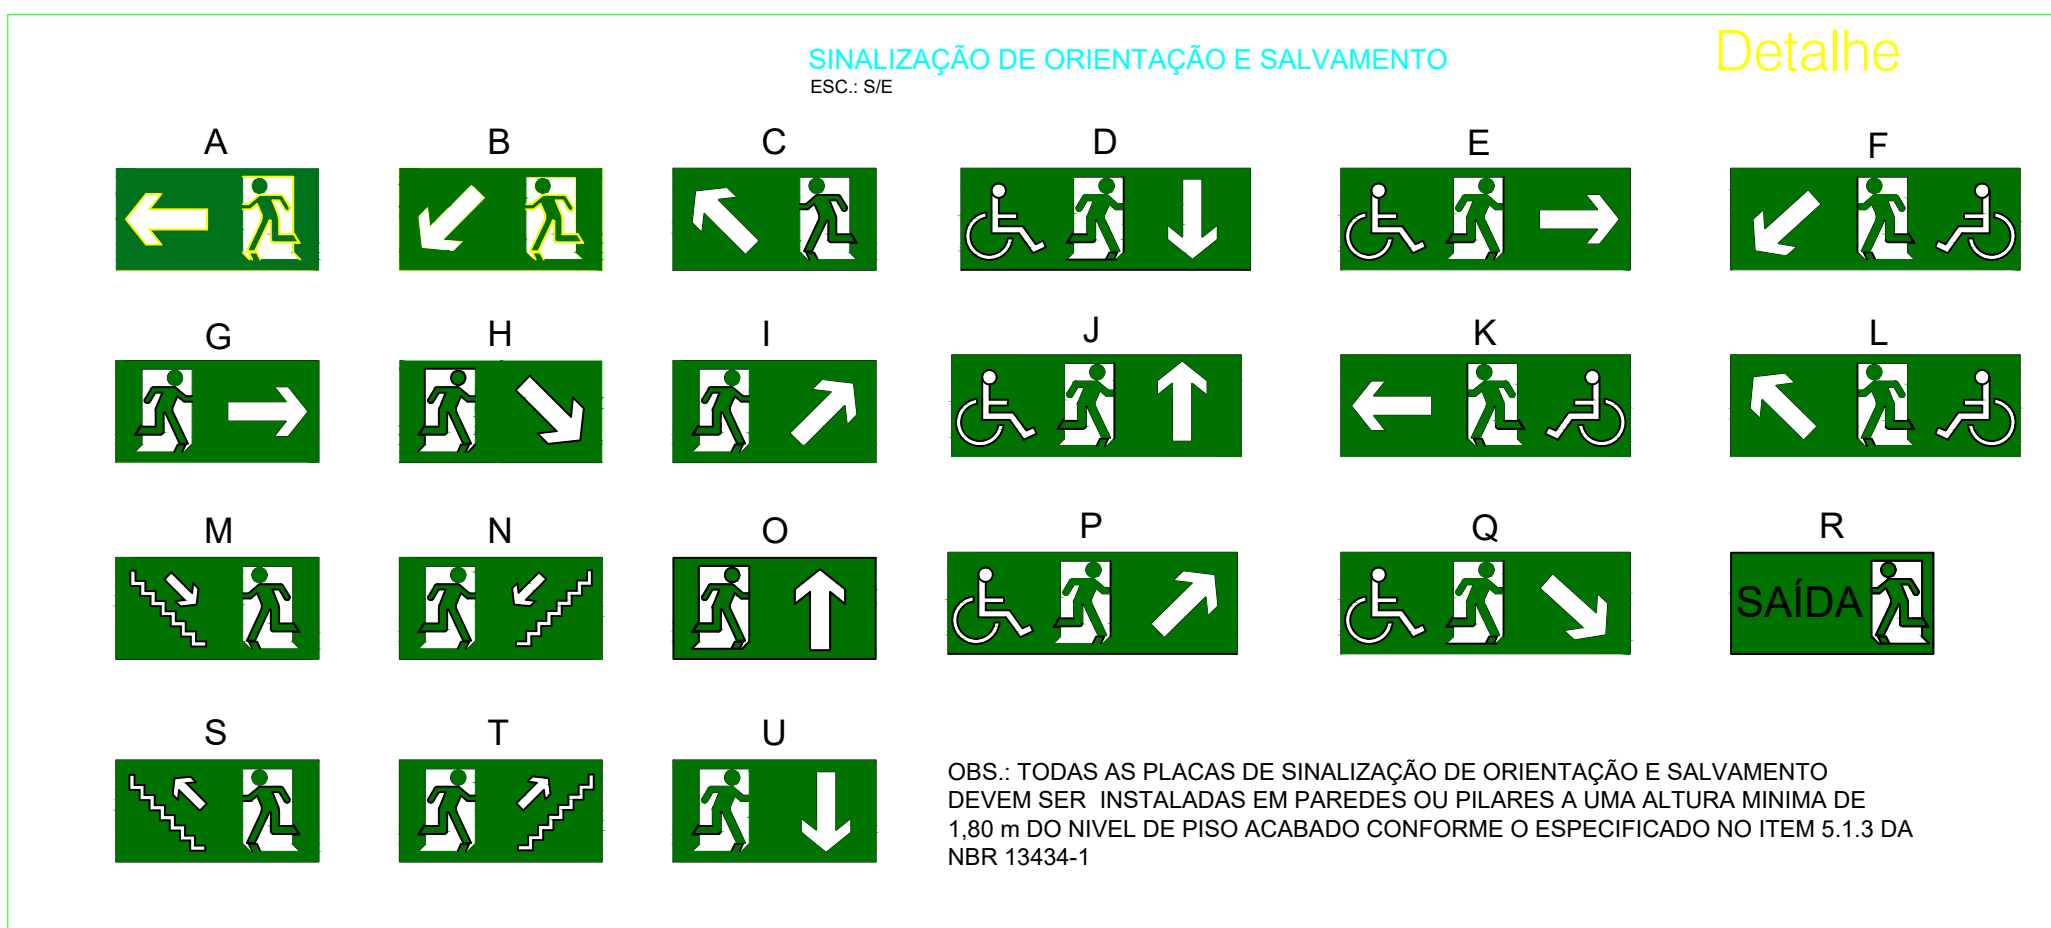 SINALIZAÇÃO DE ORIENTAÇÃO E SALVAMENTO
Detalhe
ESC.: S/E
A
B
C
D
E
F
G
H
I
J
K
L
M
N
O
P
Q
R
SAÍDA
S
T
U
OBS.: TODAS AS PLACAS DE SINALIZAÇÃO DE ORIENTAÇÃO E SALVAMENTO
DEVEM SER INSTALADAS EM PAREDES OU PILARES A UMA ALTURA MINIMA DE
1,80 m DO NIVEL DE PISO ACABADO CONFORME O ESPECIFICADO NO ITEM 5.1.3 DA
NBR 13434-1